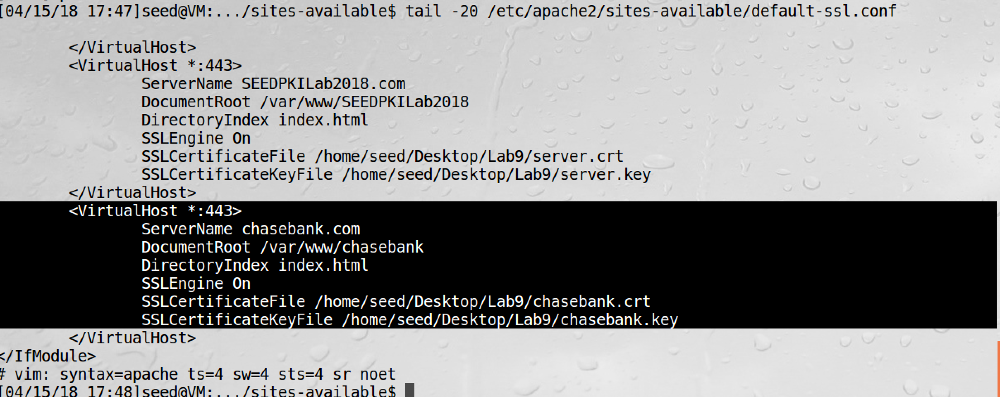 [04/15/18 17:47]seed@VM:.../sites-available$ tail -20 /etc/apache2/sites-available/default-ssl.conf
</VirtualHost>
<VirtualHost *:443>
ServerName SEEDPKILab2018.com
DocumentRoot /var/www/SEEDPKILab2018
DirectoryIndex index.html
SSLEngine On
SSLCertificateFile /home/seed/Desktop/Lab9/server.crt
SSLCertificateKeyFile /home/seed/Desktop/Lab9/server.key
</VirtualHost>
<VirtualHost *:443>
ServerName chasebank.com
DocumentRoot /var/www/chasebank
DirectoryIndex index.html
SSLEngine On
SSLCertificateFile /home/seed/Desktop/Lab9/chasebank.crt
SSLCertificateKeyFile /home/seed/Desktop/Lab9/chasebank.key
</VirtualHost>
</IfModule>
# vim: syntax=apache ts=4 sw=4 sts=4 sr noet
[04/15/18 17:48]seed@VM:.../sites-available$